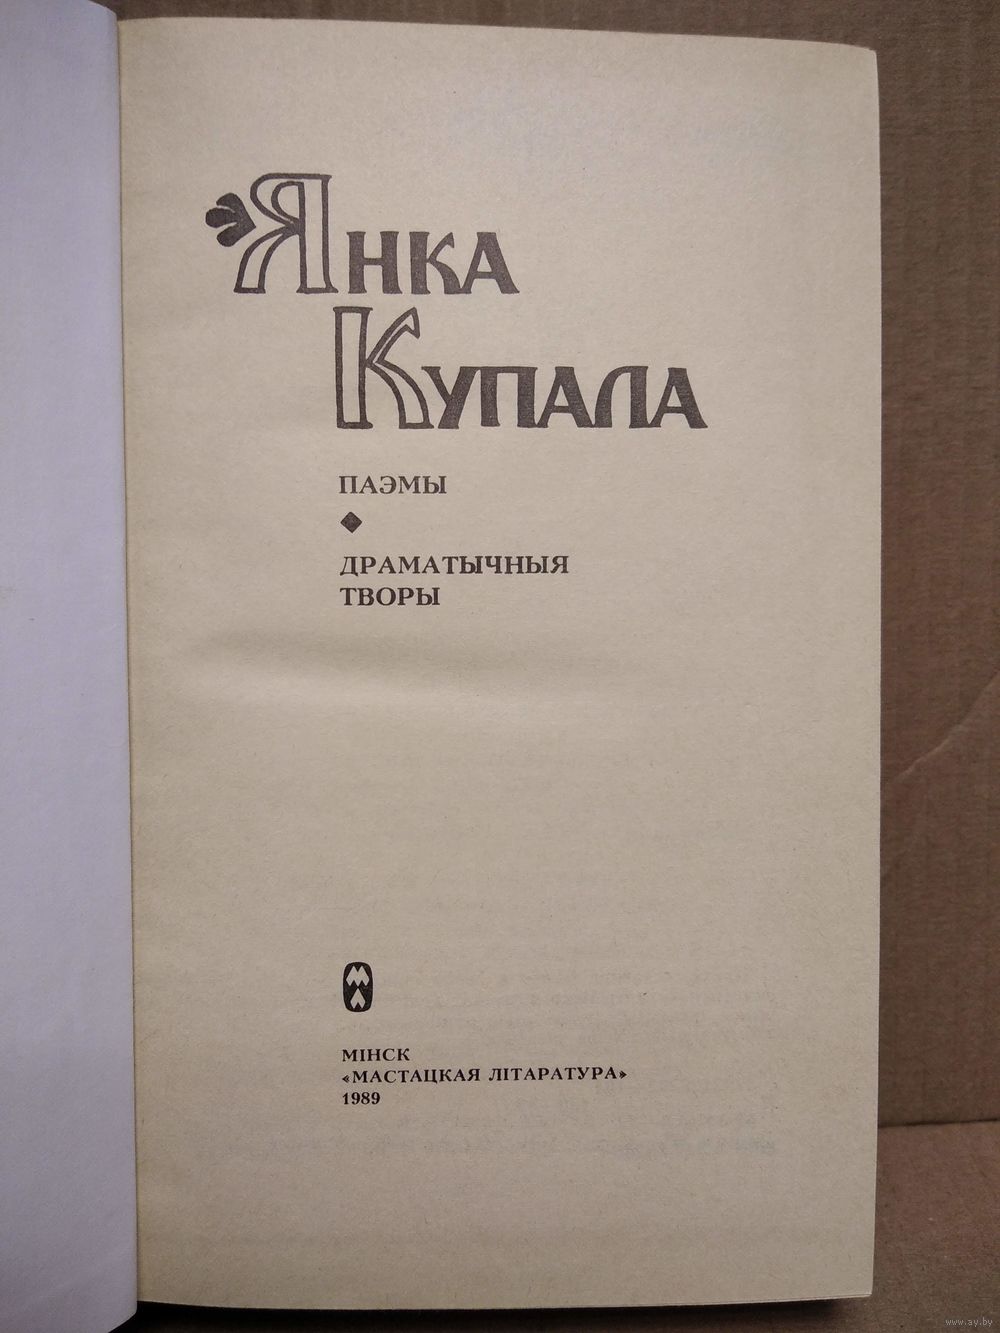 ЯНКА
КУПАЛА
ПАЭМЫ
ДРАМАТЫЧНЫЯ
ТВОРЫ
МІНСК
«МАСТАЦКАЯ ЛІТАРАТУРА»
1989
www.ay.by